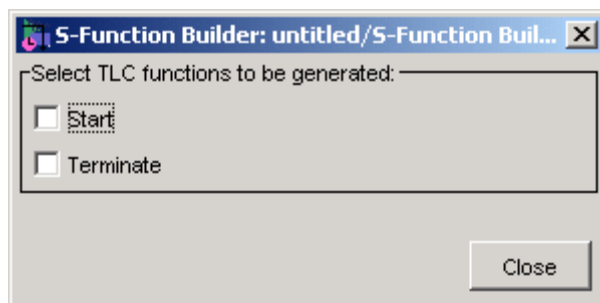 S-Function Builder: untitled/S-Function Buil...
Select TLC functions to be generated:
Start
Terminate
Close